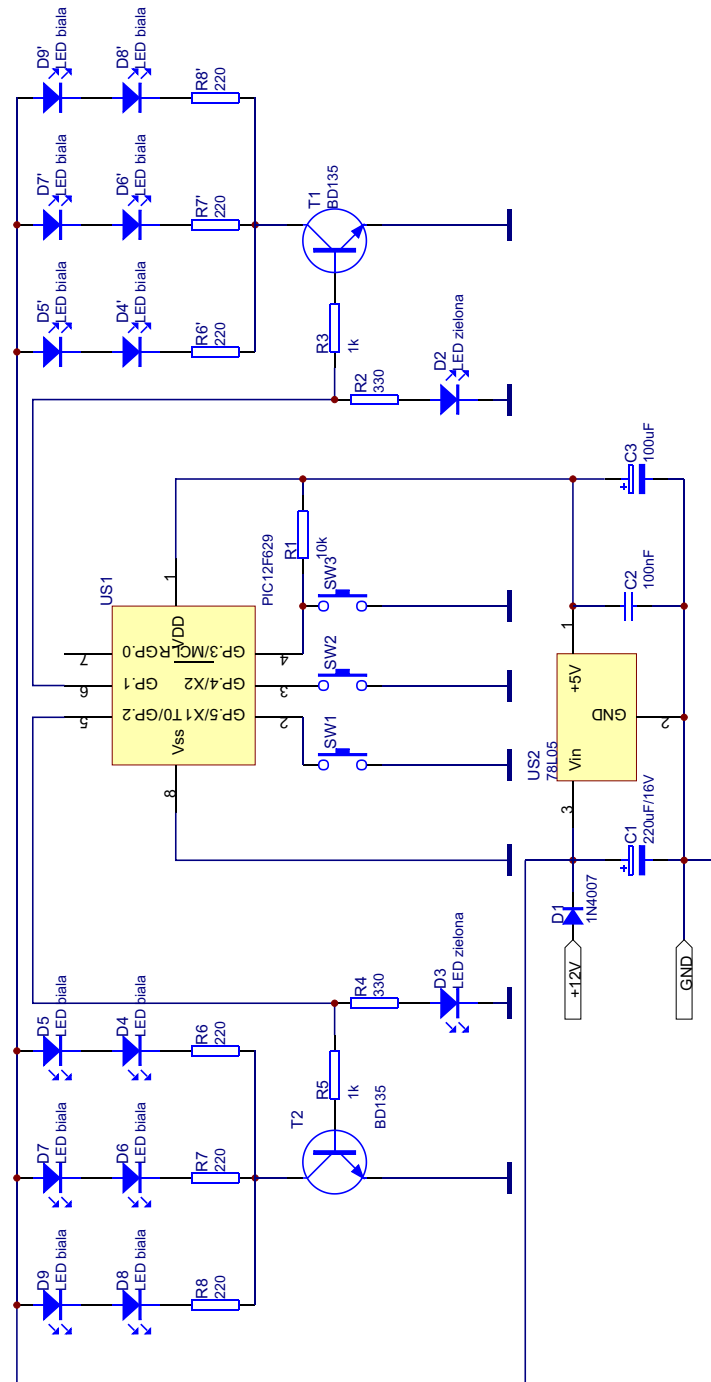 D9'
LED biala
D8'
LED biala
R8'
220
D7'
LED biala
D6'
LED biala
R7'
220
D5'
LED biala
D4'
LED biala
R6'
220
T1
BD135
R3
1k
R2
330
D2
LED zielona
US1
PIC12F629
VDD
1
Vss
8
7
GP.0
6
GP.1
5
T0/GP.2
GP.3/MCLR
4
GP.4/X2
3
GP.5/X1
2
R1
10k
SW3
SW2
SW1
C3
100uF
+
C2
100nF
US2
78L05
+5V
1
GND
2
Vin
3
C1
220uF/16V
+
D1
1N4007
+12V
GND
D5
LED biala
D4
LED biala
R6
220
D7
LED biala
D6
LED biala
R7
220
D9
LED biala
D8
LED biala
R8
220
T2
BD135
R5
1k
R4
330
D3
LED zielona